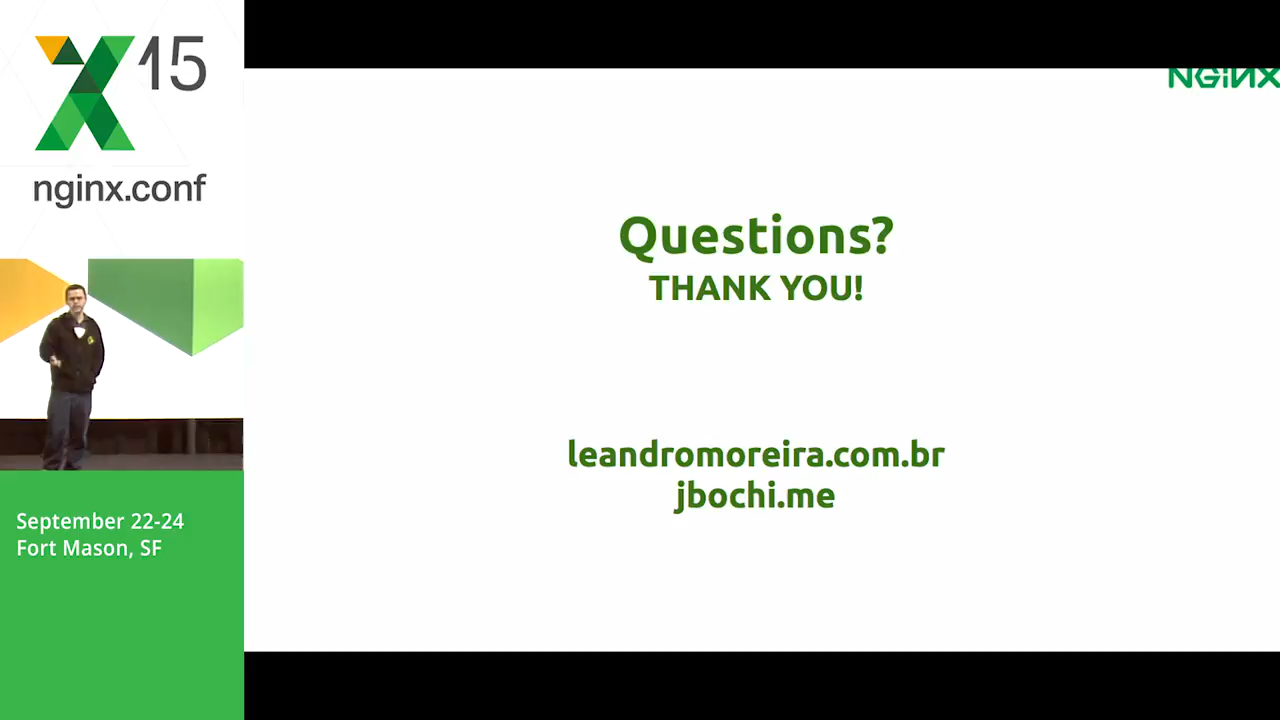 15
nginx.conf
September 22-24
Fort Mason, SF
NGINX
Questions?
THANK YOU!
leandromoreira.com.br
jbochi.me